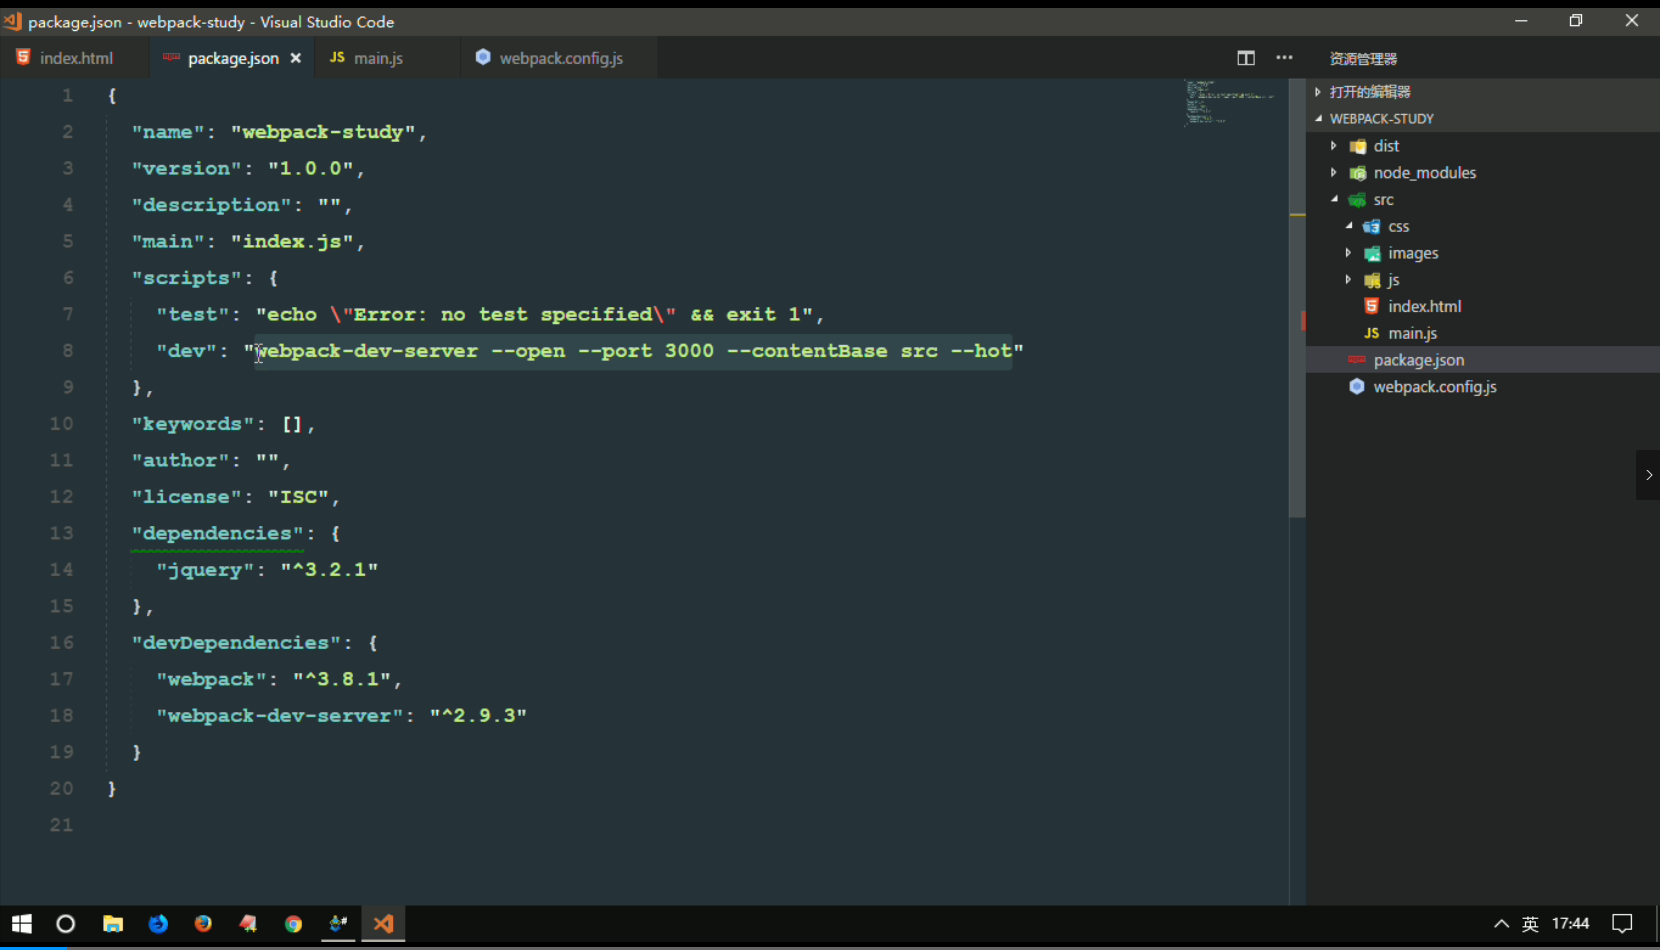 package.json - webpack-study - Visual Studio Code
index.html
package.json
JS main.js
webpack.config.js
1 {
2 "name": "webpack-study",
3 "version": "1.0.0",
4 "description": "",
5 "main": "index.js",
6 "scripts": {
7 "test": "echo \"Error: no test specified\" && exit 1",
8 "dev": "webpack-dev-server --open --port 3000 --contentBase src --hot"
9 },
10 "keywords": [],
11 "author": "",
12 "license": "ISC",
13 "dependencies": {
14 "jquery": "^3.2.1"
15 },
16 "devDependencies": {
17 "webpack": "^3.8.1",
18 "webpack-dev-server": "^2.9.3"
19 }
20 }
21
资源管理器
打开的编辑器
WEBPACK-STUDY
dist
node_modules
src
css
images
js
index.html
JS main.js
package.json
webpack.config.js
英 17:44